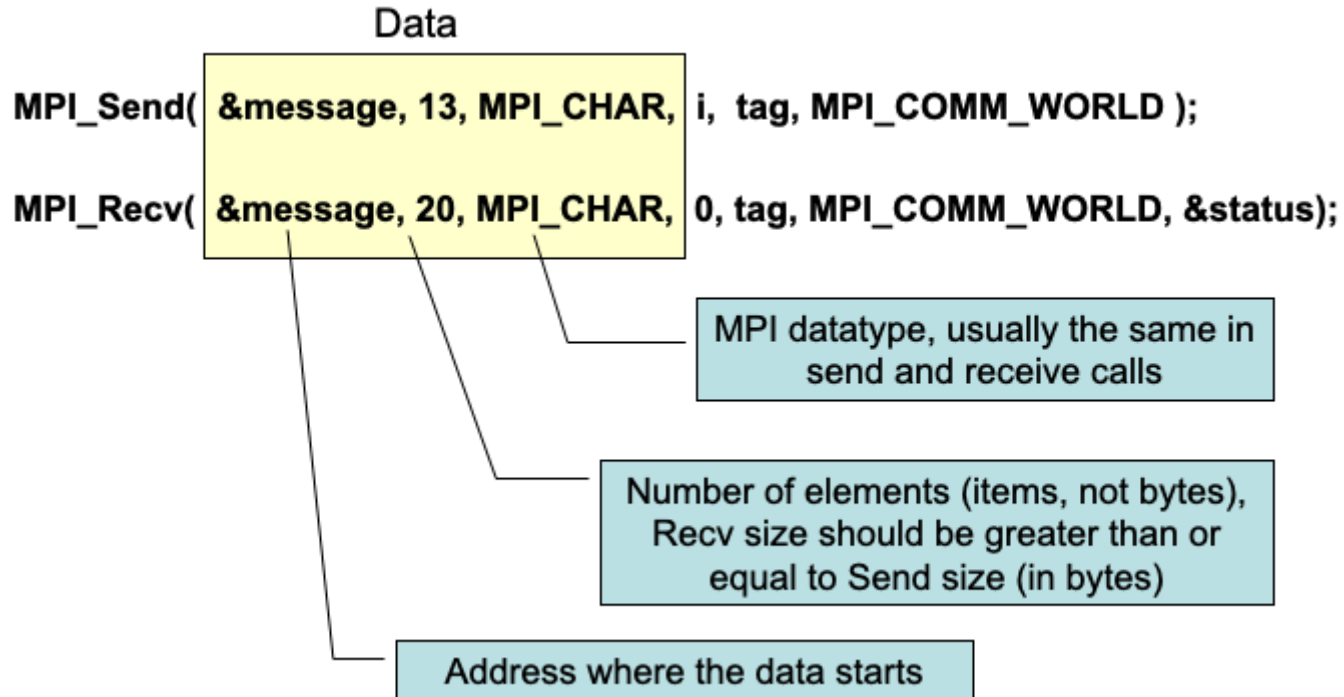 Data
MPI_Send( &message, 13, MPI_CHAR, i, tag, MPI_COMM_WORLD );
MPI_Recv( &message, 20, MPI_CHAR, 0, tag, MPI_COMM_WORLD, &status);
MPI datatype, usually the same in
send and receive calls
Number of elements (items, not bytes),
Recv size should be greater than or
equal to Send size (in bytes)
Address where the data starts